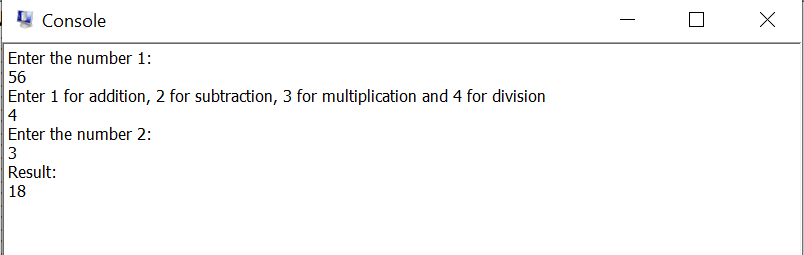 Console
Enter the number 1:
56
Enter 1 for addition, 2 for subtraction, 3 for multiplication and 4 for division
4
Enter the number 2:
3
Result:
18